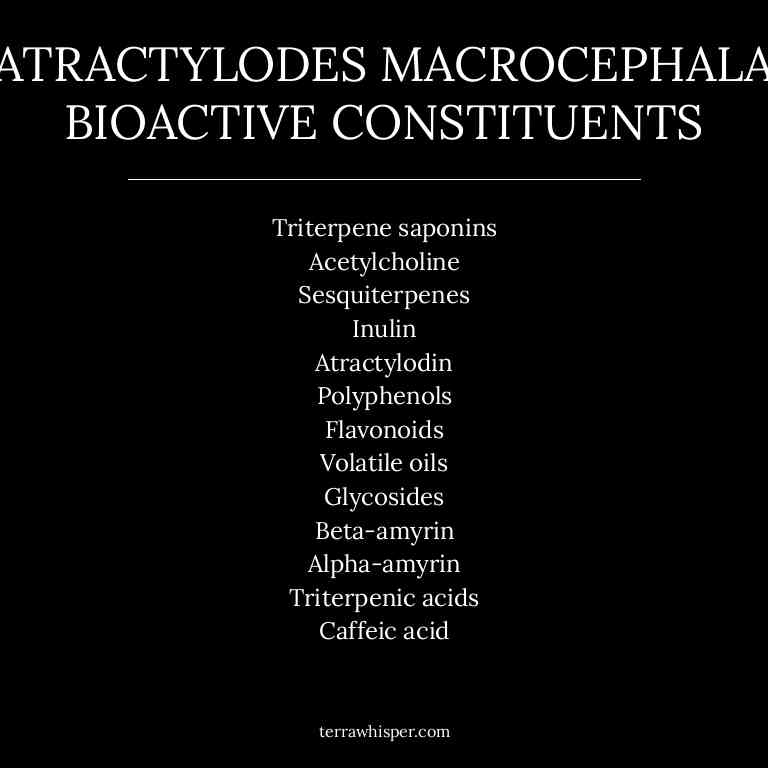 ATRACTYLODES MACROCEPHALA
BIOACTIVE CONSTITUENTS
Triterpene saponins
Acetylcholine
Sesquiterpenes
Inulin
Atractylodin
Polyphenols
Flavonoids
Volatile oils
Glycosides
Beta-amyrin
Alpha-amyrin
Triterpenic acids
Caffeic acid
terrawhisper.com